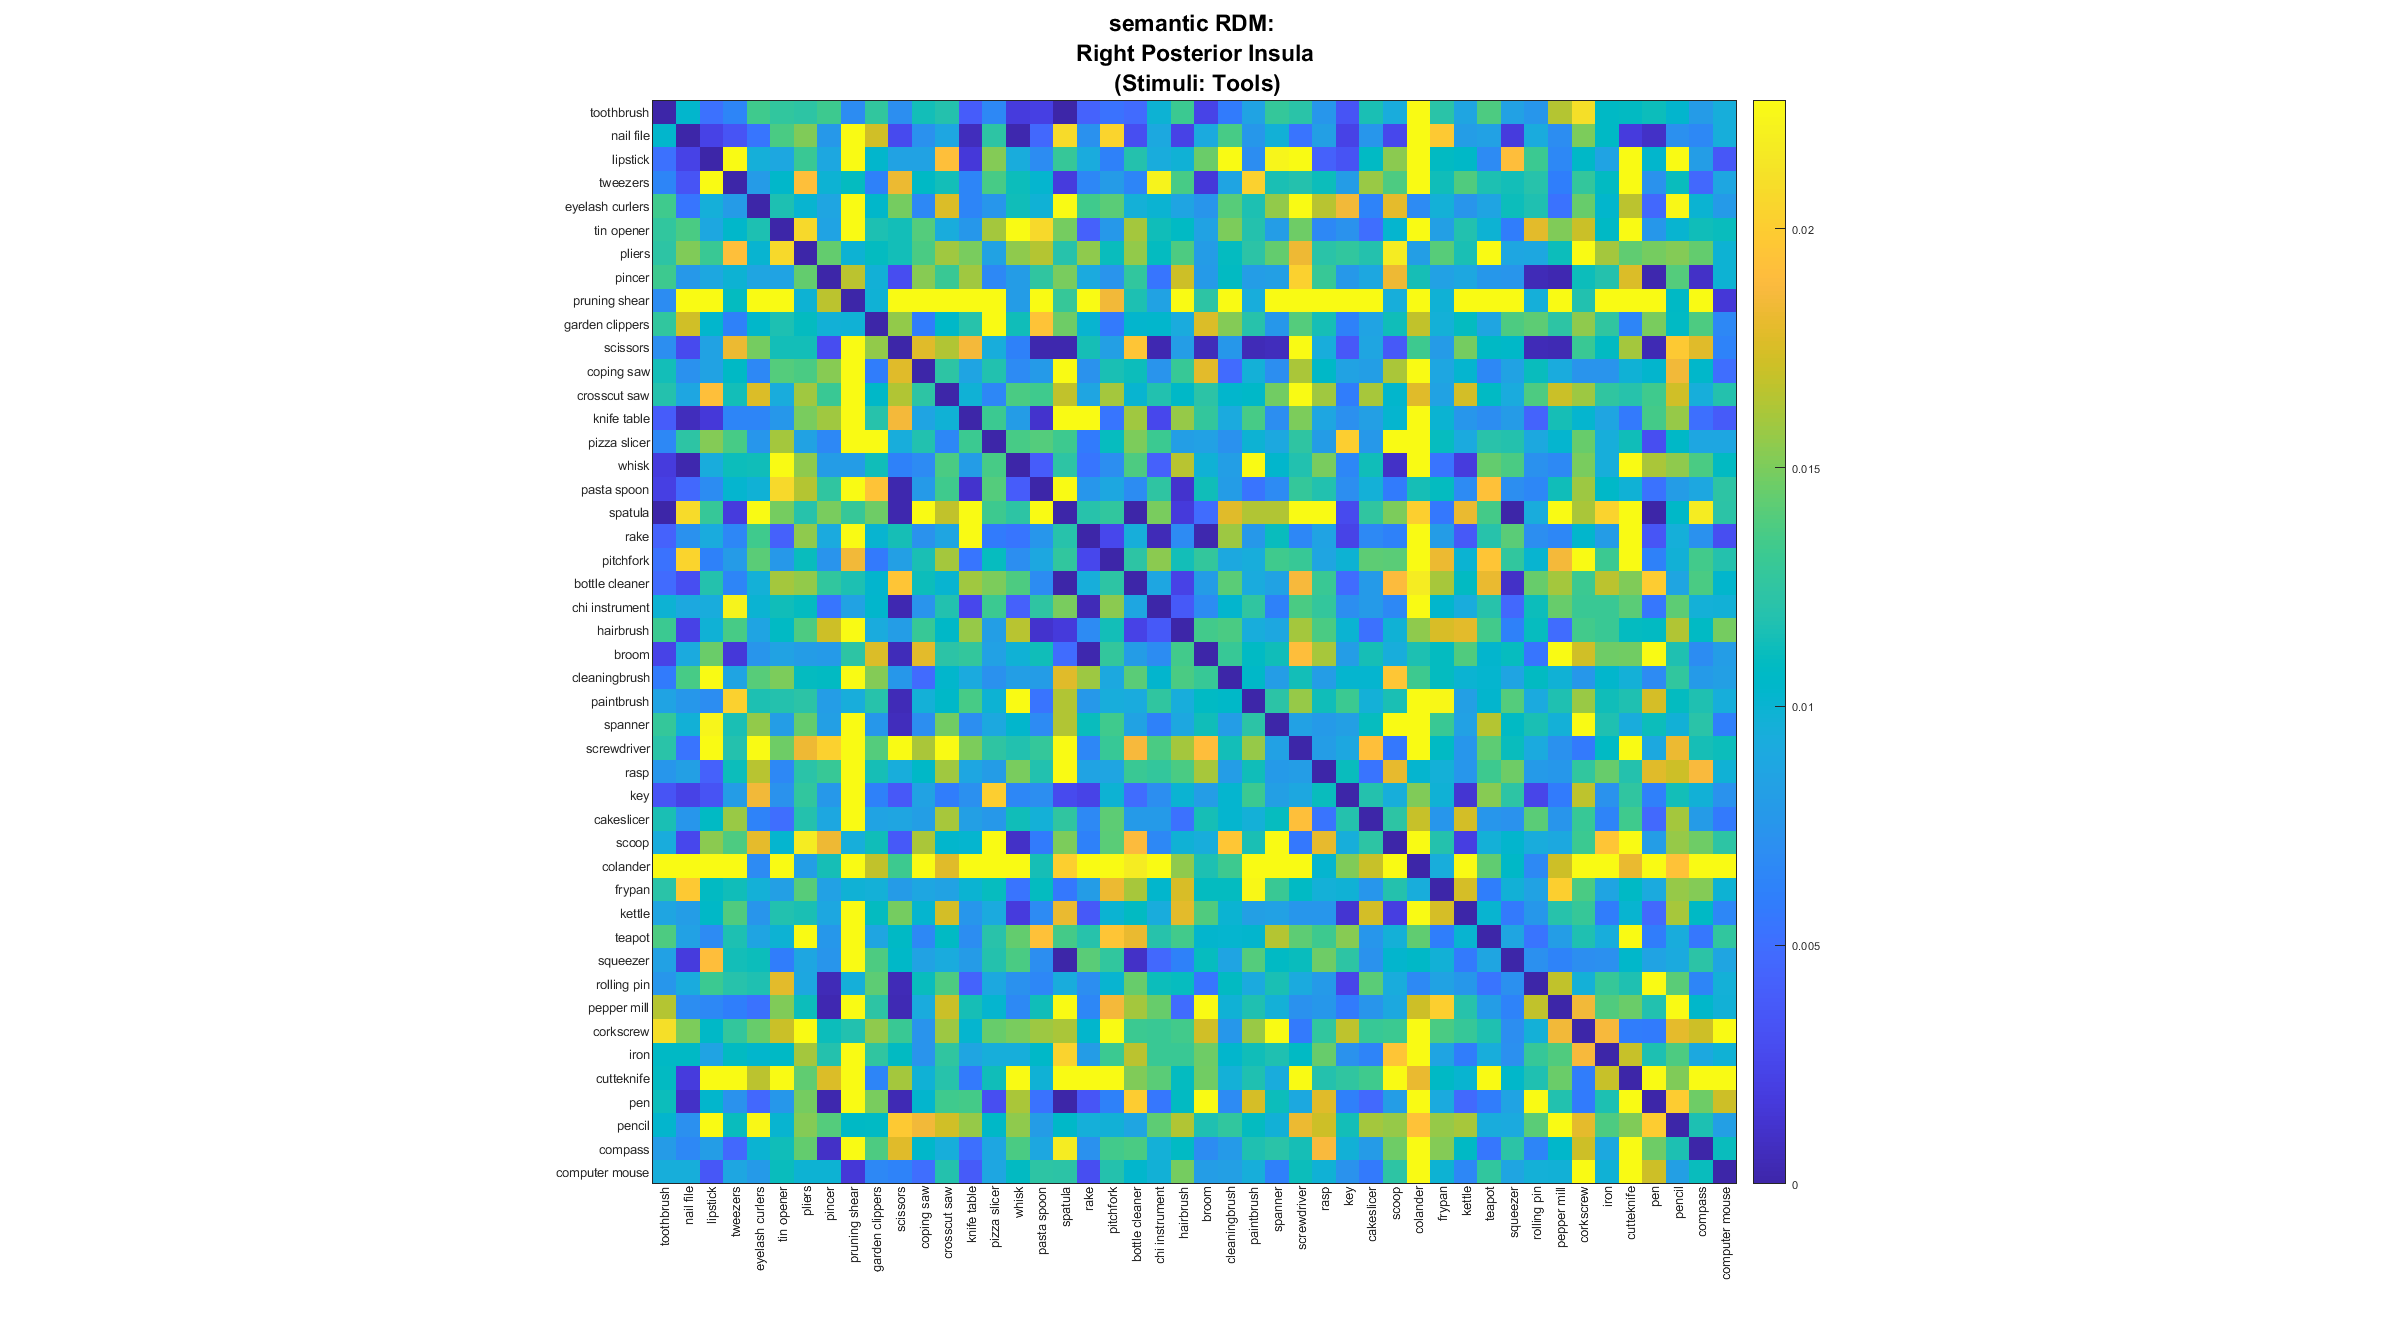 semantic RDM:
Right Posterior Insula
(Stimuli: Tools)
toothbrush
nail file
lipstick
tweezers
eyelash curlers
tin opener
pliers
pincer
pruning shear
garden clippers
scissors
coping saw
crosscut saw
knife table
pizza slicer
whisk
pasta spoon
spatula
rake
pitchfork
bottle cleaner
chi instrument
hairbrush
broom
cleaningbrush
paintbrush
spanner
screwdriver
rasp
key
cakeslicer
scoop
colander
frypan
kettle
teapot
squeezer
rolling pin
pepper mill
corkscrew
iron
cutteknife
pen
pencil
compass
computer mouse
0.02
0.015
0.01
0.005
0
toothbrush
nail file
lipstick
tweezers
eyelash curlers
tin opener
pliers
pincer
pruning shear
garden clippers
scissors
coping saw
crosscut saw
knife table
pizza slicer
whisk
pasta spoon
spatula
rake
pitchfork
bottle cleaner
chi instrument
hairbrush
broom
cleaningbrush
paintbrush
spanner
screwdriver
rasp
key
cakeslicer
scoop
colander
frypan
kettle
teapot
squeezer
rolling pin
pepper mill
corkscrew
iron
cutteknife
pen
pencil
compass
computer mouse